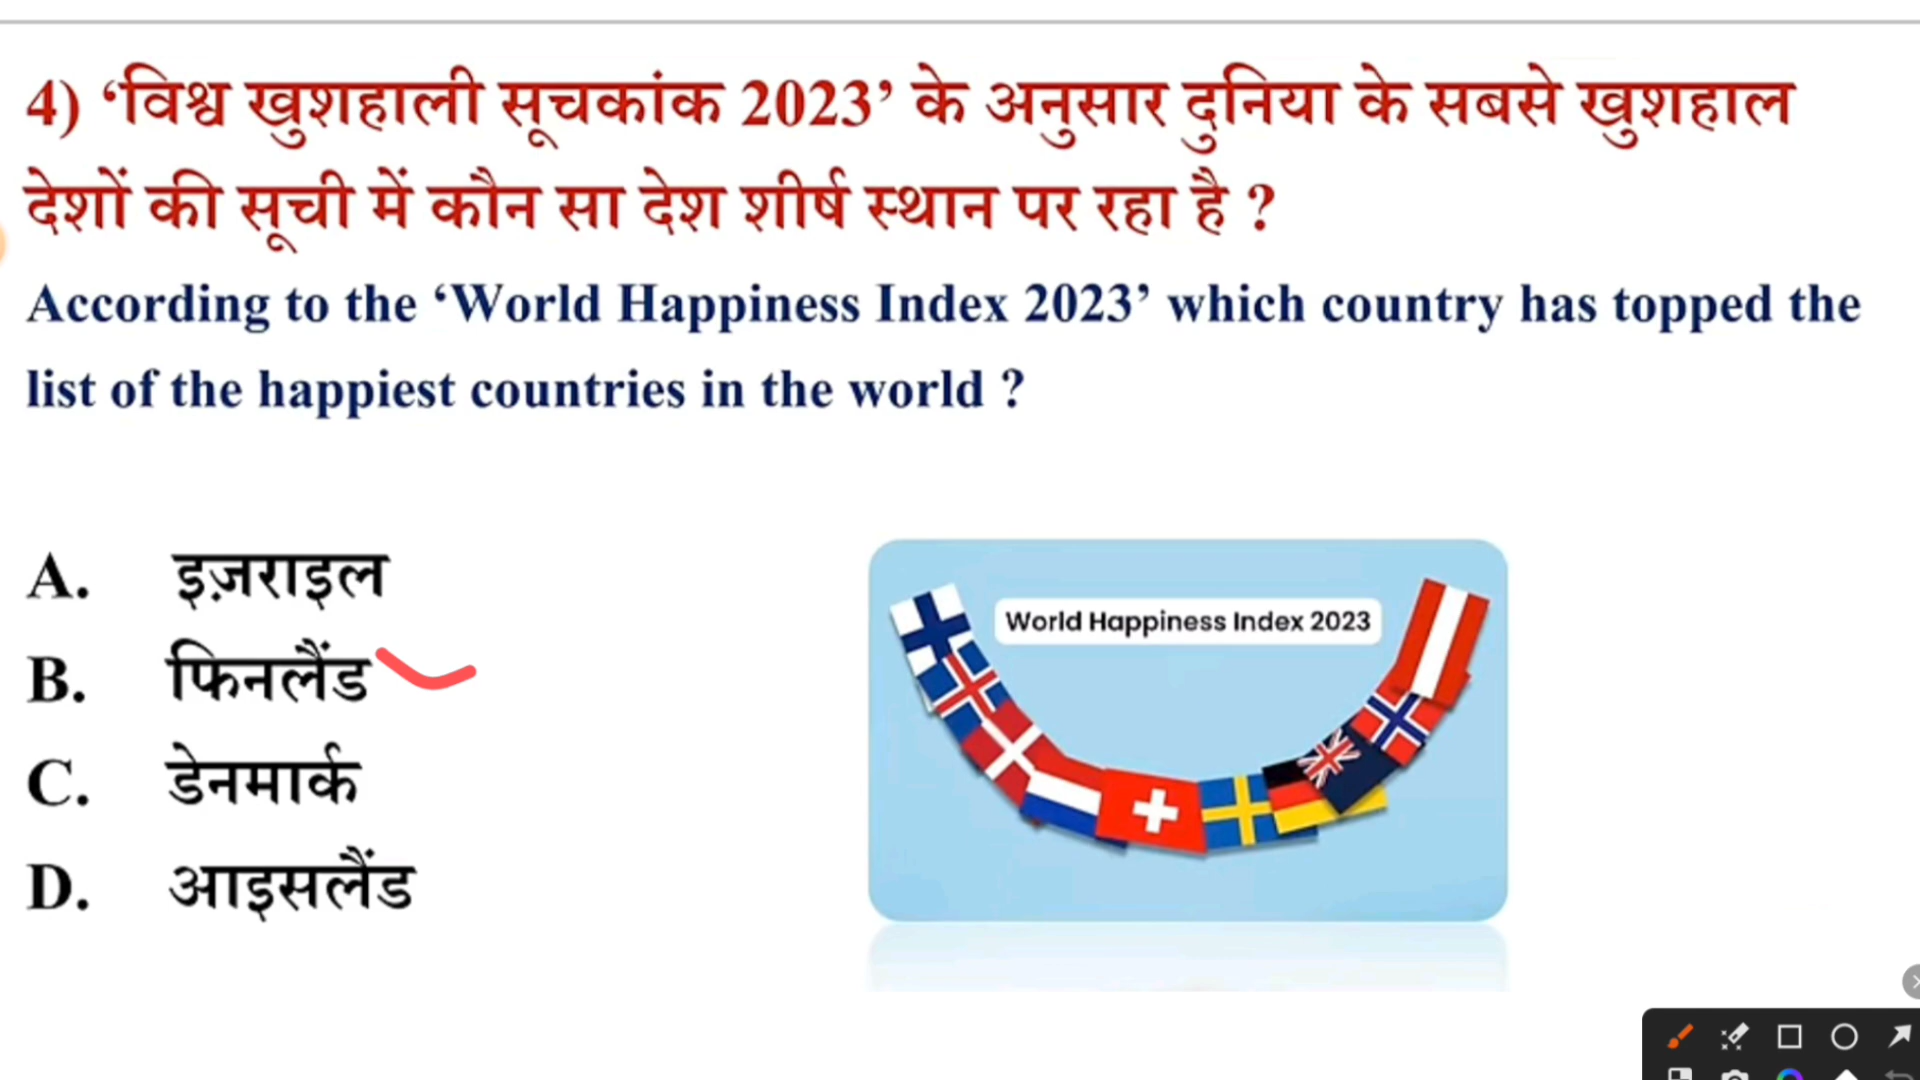 4) ‘विश्व खुशहाली सूचकांक 2023’ के अनुसार दुनिया के सबसे खुशहाल
देशों की सूची में कौन सा देश शीर्ष स्थान पर रहा है ?
According to the ‘World Happiness Index 2023’ which country has topped the
list of the happiest countries in the world ?
A. इज़राइल
B. फिनलैंड
C. डेनमार्क
D. आइसलैंड
World Happiness Index 2023